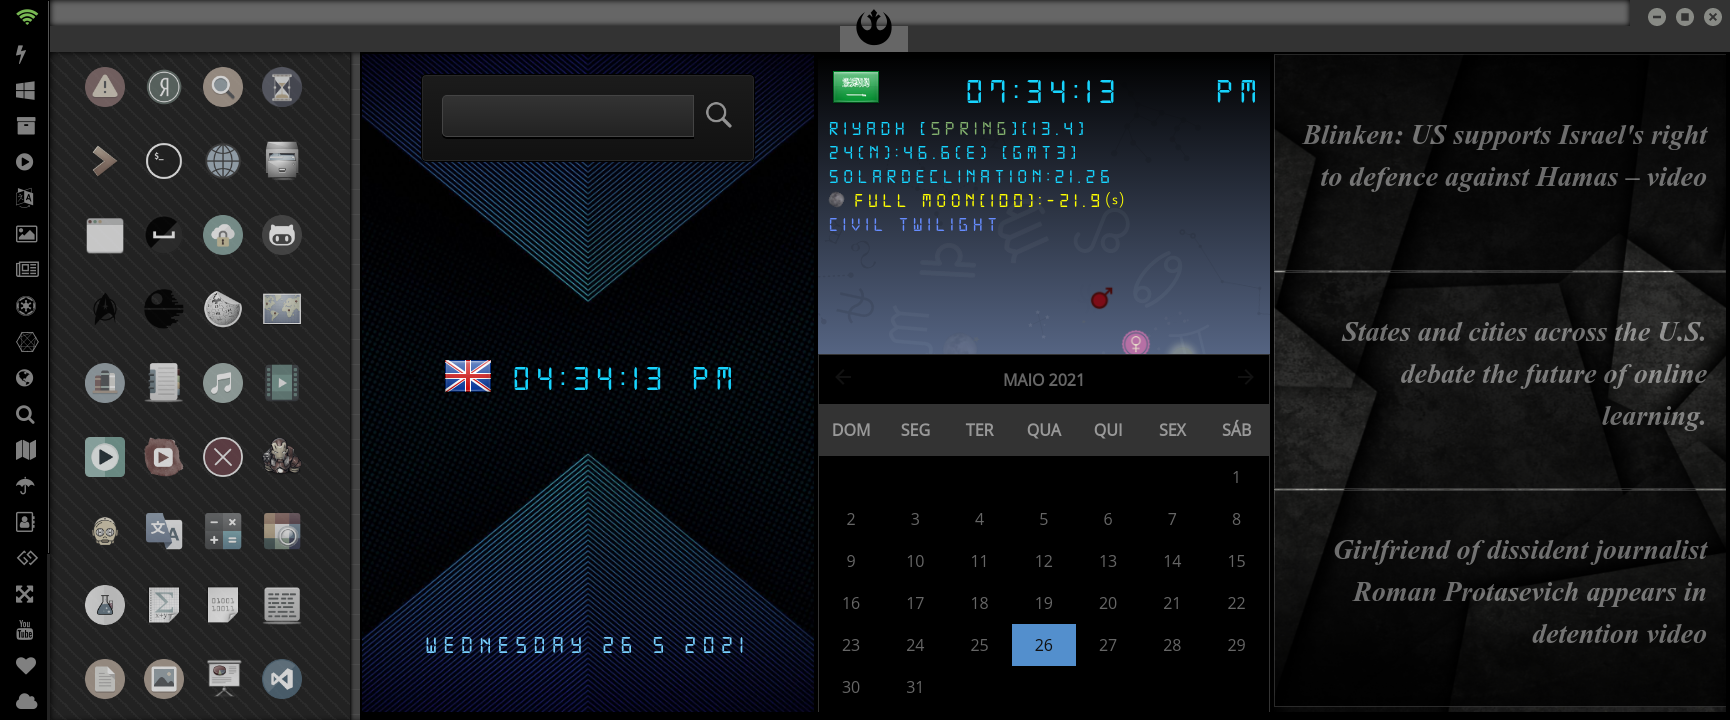 07:34:13 PM
RIYADH [SPRING][13.4]
24(N):46.6(E) [GMT3]
SOLARDECLINATION:21.26
FULL MOON[100]:-21.9(s)
CIVIL TWILIGHT
04:34:13 PM
WEDNESDAY 26 5 2021
MAIO 2021
DOM SEG TER QUA QUI SEX SÁB
1
2 3 4 5 6 7 8
9 10 11 12 13 14 15
16 17 18 19 20 21 22
23 24 25 26 27 28 29
30 31
Blinken: US supports Israel's right
to defence against Hamas – video
States and cities across the U.S.
debate the future of online
learning.
Girlfriend of dissident journalist
Roman Protasevich appears in
detention video
You
Tube
Я
$_
文 A
01001
10011
Σ